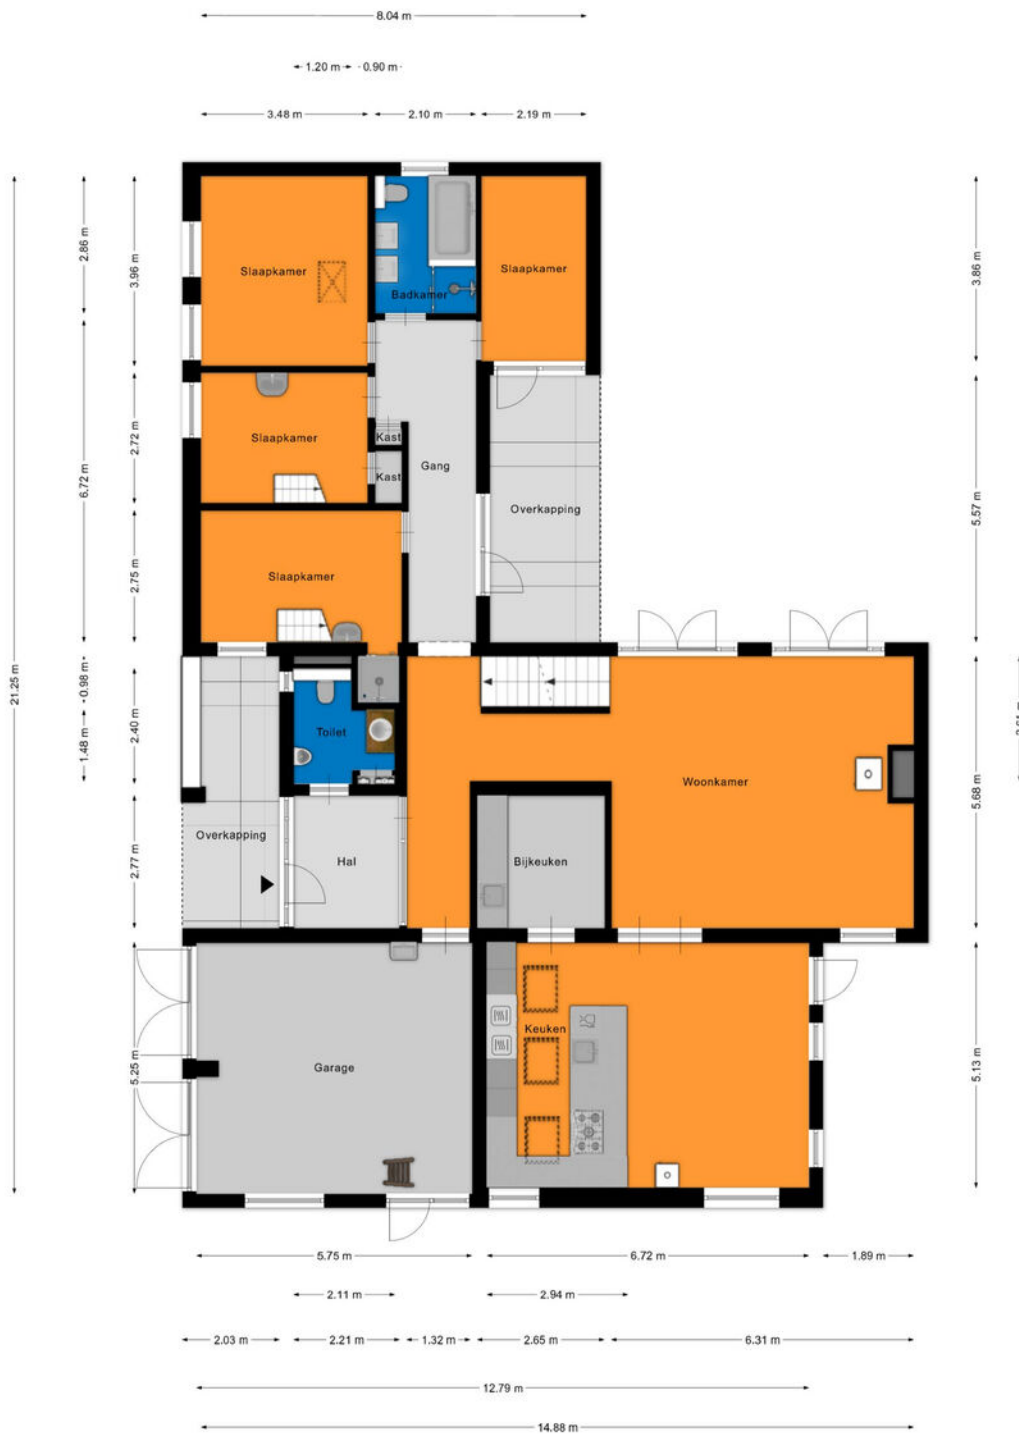 8.04 m
1.20 m 0.90 m
3.48 m 2.10 m 2.19 m
21.25 m
2.86 m
6.72 m
0.98 m
1.48 m
3.96 m
2.72 m
2.75 m
2.40 m
2.77 m
5.25 m
3.86 m
5.57 m
5.68 m
5.13 m
Slaapkamer
Badkamer
Slaapkamer
Slaapkamer
Kast
Kast
Gang
Overkapping
Slaapkamer
Toilet
Woonkamer
Overkapping
Hal
Bijkeuken
Garage
Keuken
5.75 m 6.72 m 1.89 m
2.11 m 2.94 m
2.03 m 2.21 m 1.32 m 2.65 m 6.31 m
12.79 m
14.88 m